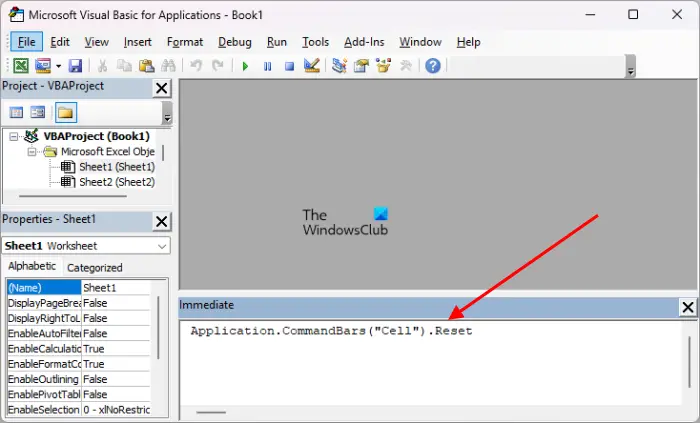 Microsoft Visual Basic for Applications - Book1
File Edit View Insert Format Debug Run Tools Add-Ins Window Help
Project - VBAProject
VBAProject (Book1)
Microsoft Excel Obje
Sheet1 (Sheet1)
Sheet2 (Sheet2)
Properties - Sheet1
Sheet1 Worksheet
Alphabetic Categorized
(Name) Sheet1
DisplayPageBrea False
DisplayRightToL False
EnableAutoFilter False
EnableCalculatio True
EnableFormatCo True
EnableOutlining False
EnablePivotTabl False
EnableSelection 0 - xlNoRestric
The
WindowsClub
Immediate
Application.CommandBars("Cell").Reset